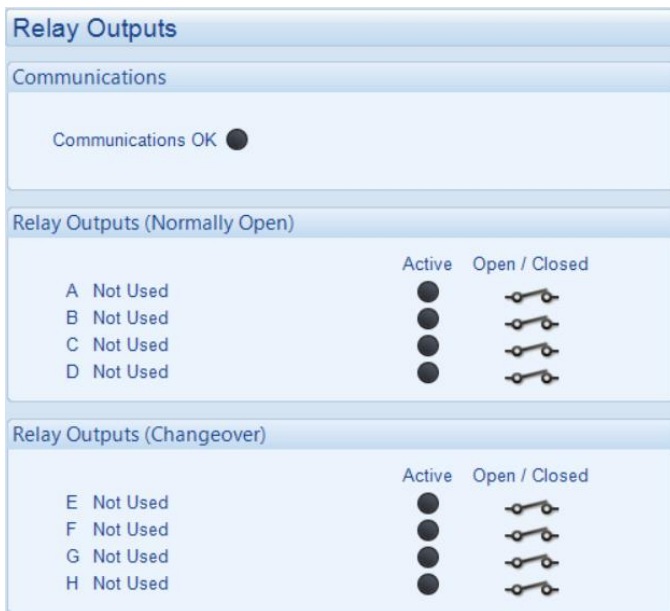 Relay Outputs
Communications
Communications OK
Relay Outputs (Normally Open)
Active Open / Closed
A Not Used
B Not Used
C Not Used
D Not Used
Relay Outputs (Changeover)
Active Open / Closed
E Not Used
F Not Used
G Not Used
H Not Used